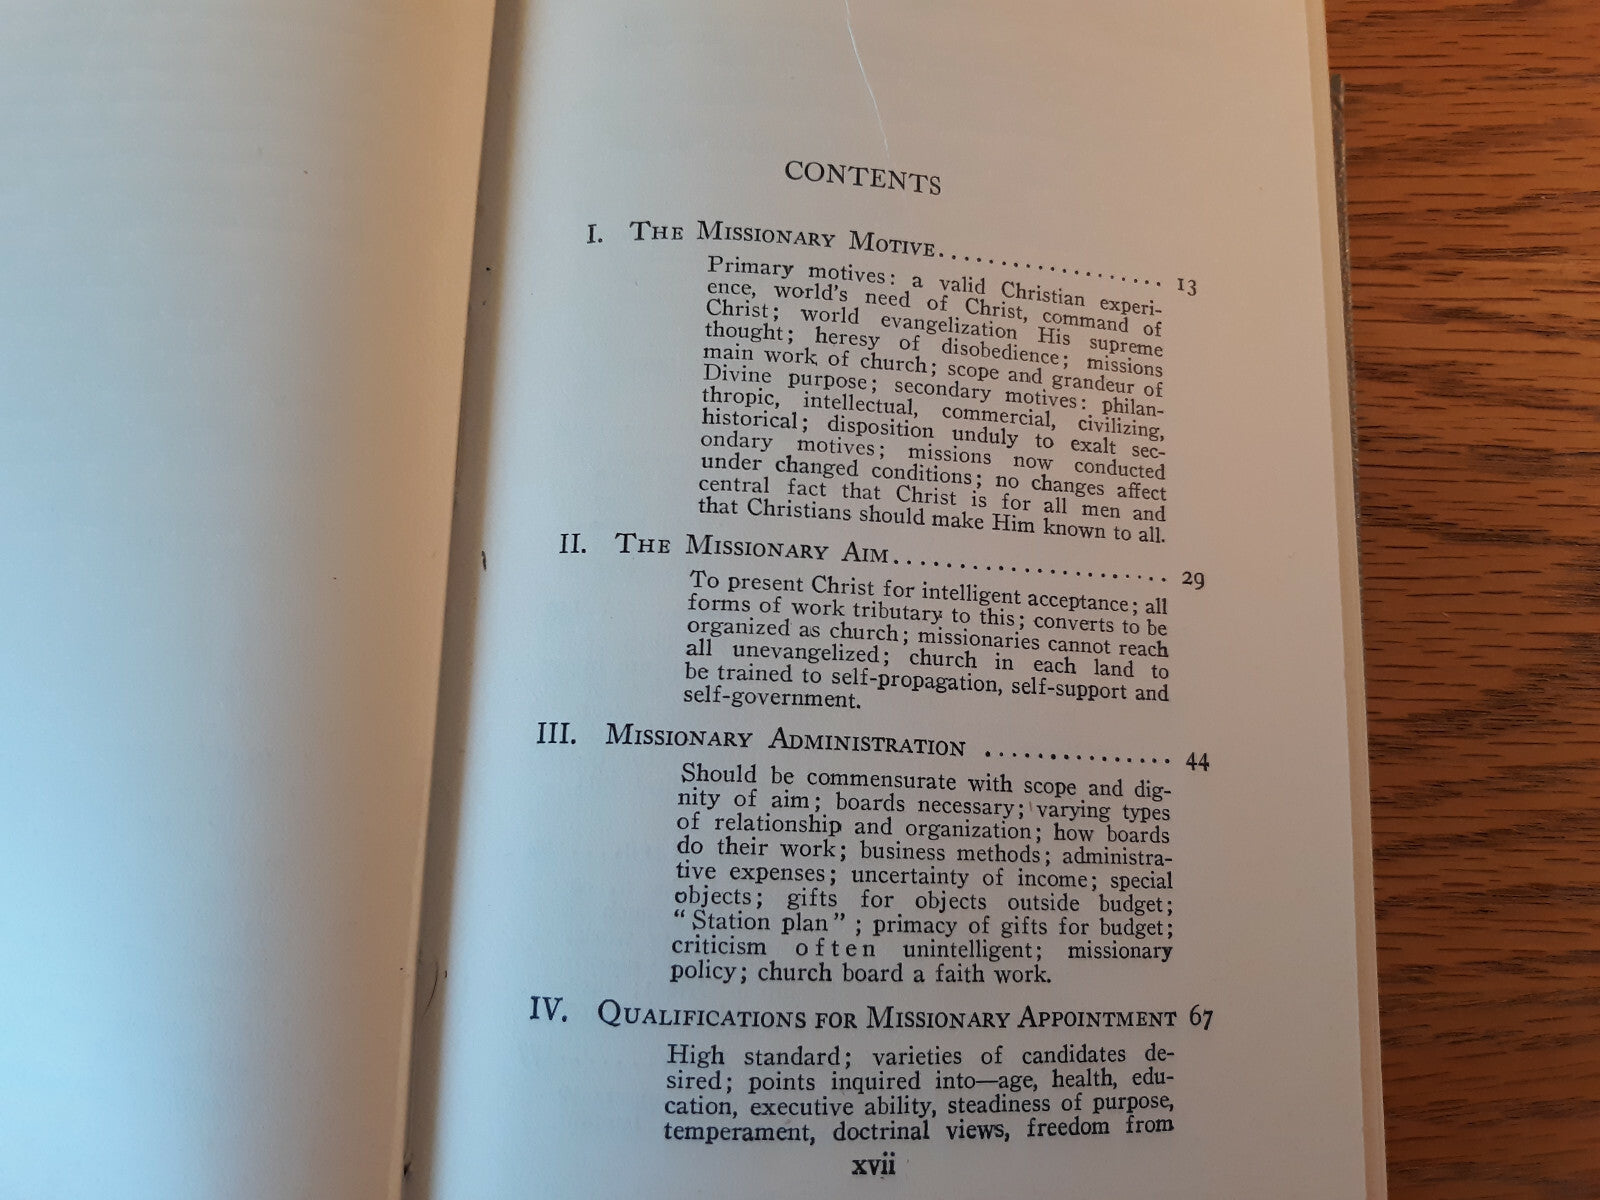 CONTENTS
I. The Missionary Motive.................. 13
Primary motives: a valid Christian experi-
ence, world's need of Christ, command of
Christ; world evangelization His supreme
thought; heresy of disobedience; missions
main work of church; scope and grandeur of
Divine purpose; secondary motives: philan-
thropic, intellectual, commercial, civilizing,
historical; disposition unduly to exalt sec-
ondary motives; missions now conducted
under changed conditions; no changes affect
central fact that Christ is for all men and
that Christians should make Him known to all.
II. The Missionary Aim...................... 29
To present Christ for intelligent acceptance; all
forms of work tributary to this; converts to be
organized as church; missionaries cannot reach
all unevangelized; church in each land to
be trained to self-propagation, self-support and
self-government.
III. Missionary Administration ............... 44
Should be commensurate with scope and dig-
nity of aim; boards necessary; varying types
of relationship and organization; how boards
do their work; business methods; administra-
tive expenses; uncertainty of income; special
objects; gifts for objects outside budget;
“Station plan”; primacy of gifts for budget;
criticism often unintelligent; missionary
policy; church board a faith work.
IV. Qualifications for Missionary Appointment 67
High standard; varieties of candidates de-
sired; points inquired into—age, health, edu-
cation, executive ability, steadiness of purpose,
temperament, doctrinal views, freedom from
xvii